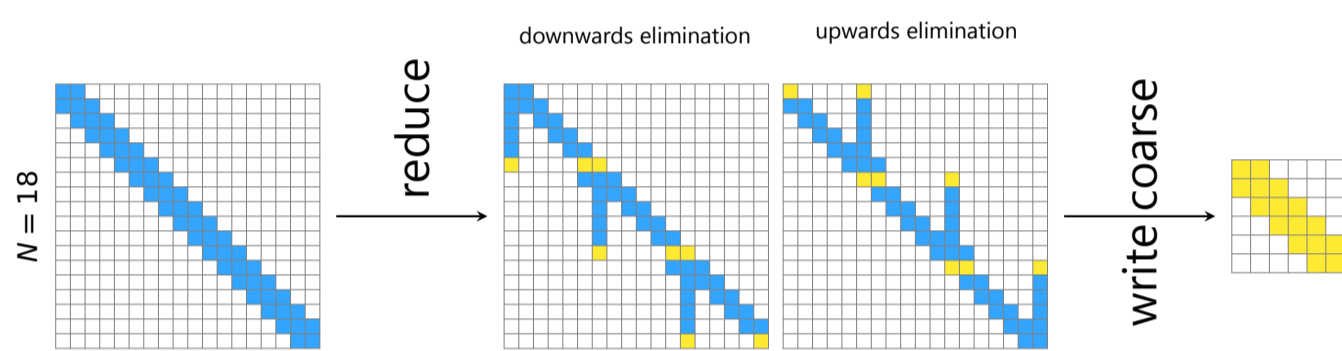 N = 18
reduce
downwards elimination
upwards elimination
write coarse